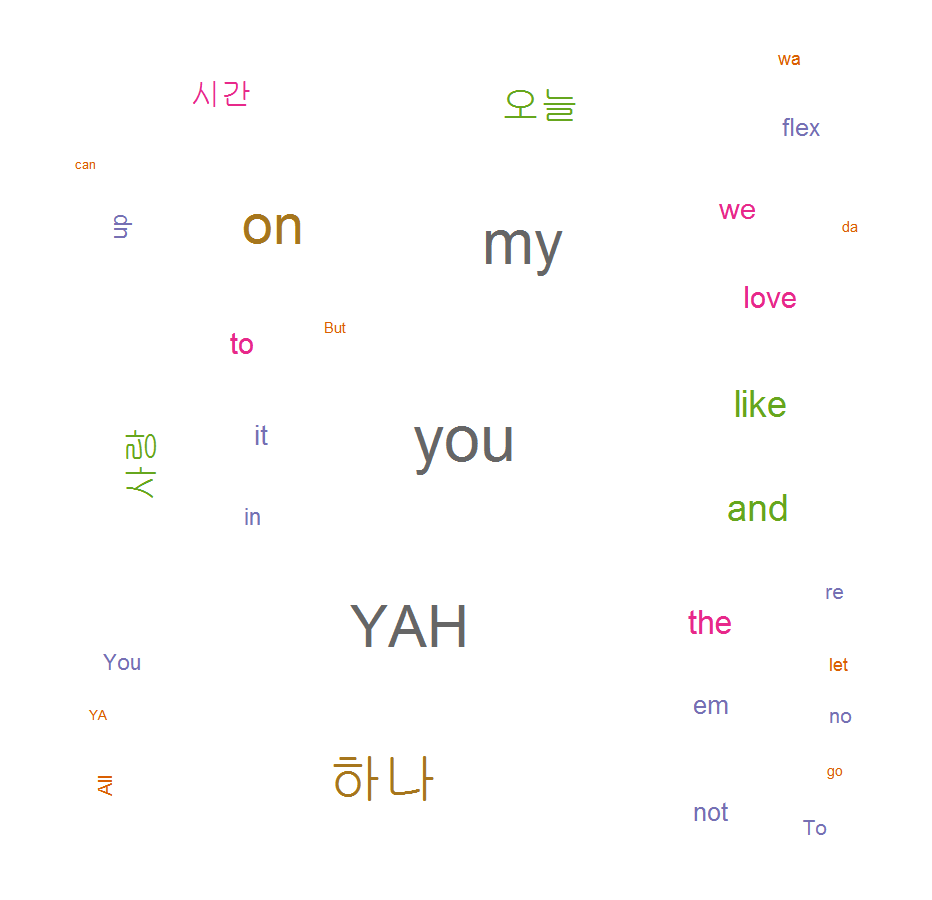 wa
시간
오늘
flex
can
we
up
on
da
my
love
But
to
like
it
사랑
you
and
in
re
the
YAH
You
let
em
YA
no
go
하나
All
not
To